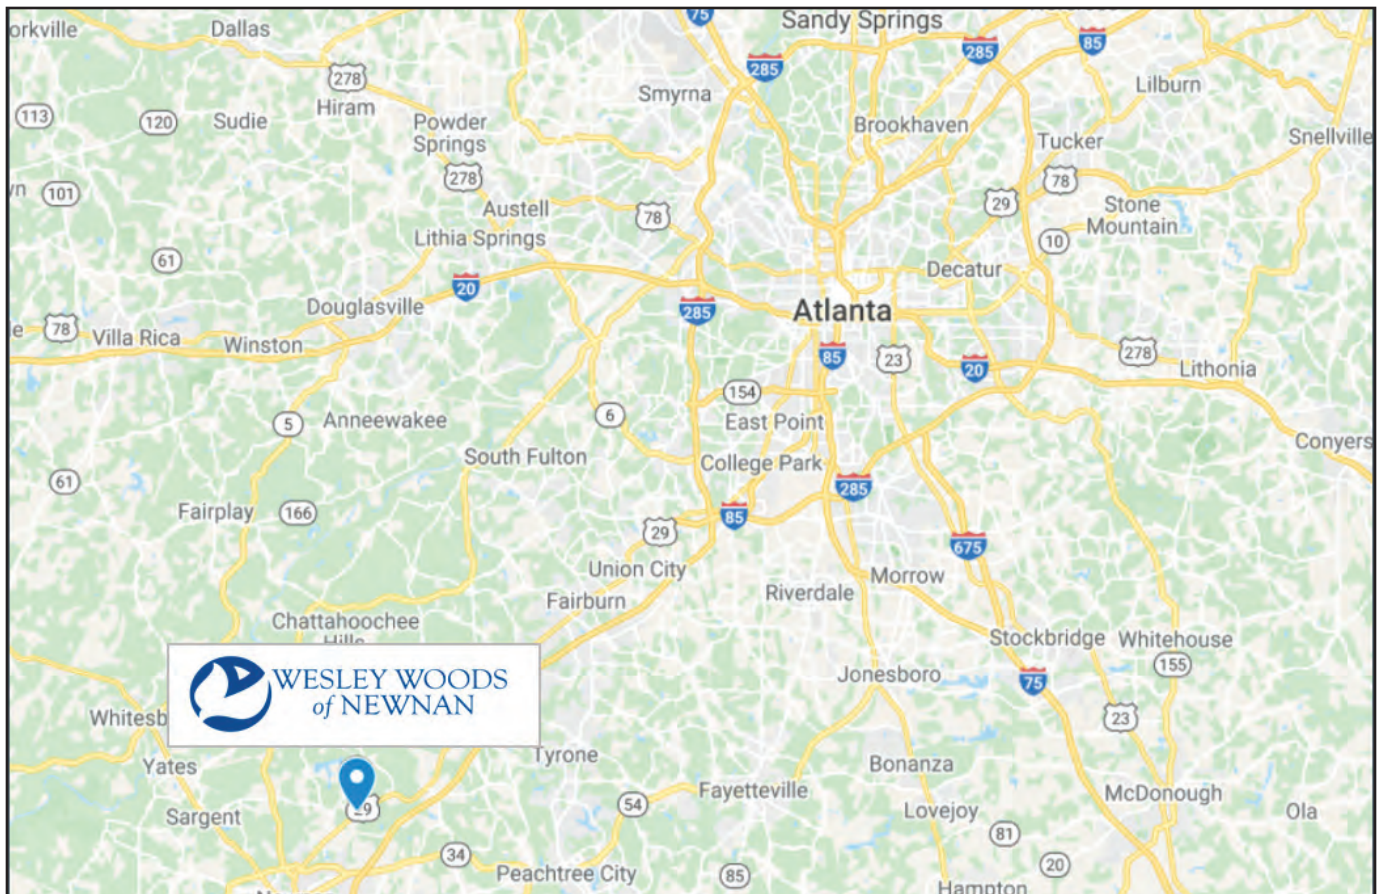 75
Sandy Springs
orkville
Dallas
285
285
85
278
Smyrna
Lilburn
113
120
Sudie
Hiram
Powder
Springs
Brookhaven
Tucker
Snellville
278
78
101
29
Stone
Mountain
Austell
78
Lithia Springs
10
61
20
Decatur
Douglasville
285
Atlanta
78
Villa Rica
Winston
85
23
278
20
Lithonia
154
5
Anneewakee
6
East Point
Conyers
South Fulton
College Park
61
285
Fairplay
166
85
29
675
Union City
Morrow
Riverdale
Fairburn
Chattahoochee
Hills
Stockbridge
Whitehouse
155
WESLEY WOODS
of NEWNAN
Jonesboro
75
Whitesb
23
Tyrone
Yates
Bonanza
Fayetteville
McDonough
54
Sargent
29
Lovejoy
Ola
81
34
20
Peachtree City
85
Hampton